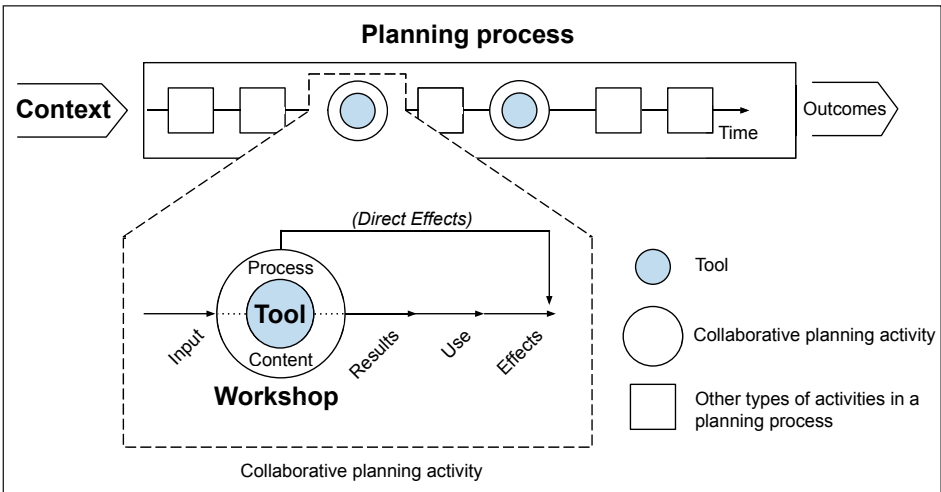 Planning process
Context
Time
Outcomes
(Direct Effects)
Process
Tool
Content
Input
Results
Use
Effects
Workshop
Collaborative planning activity
Tool
Collaborative planning activity
Other types of activities in a
planning process